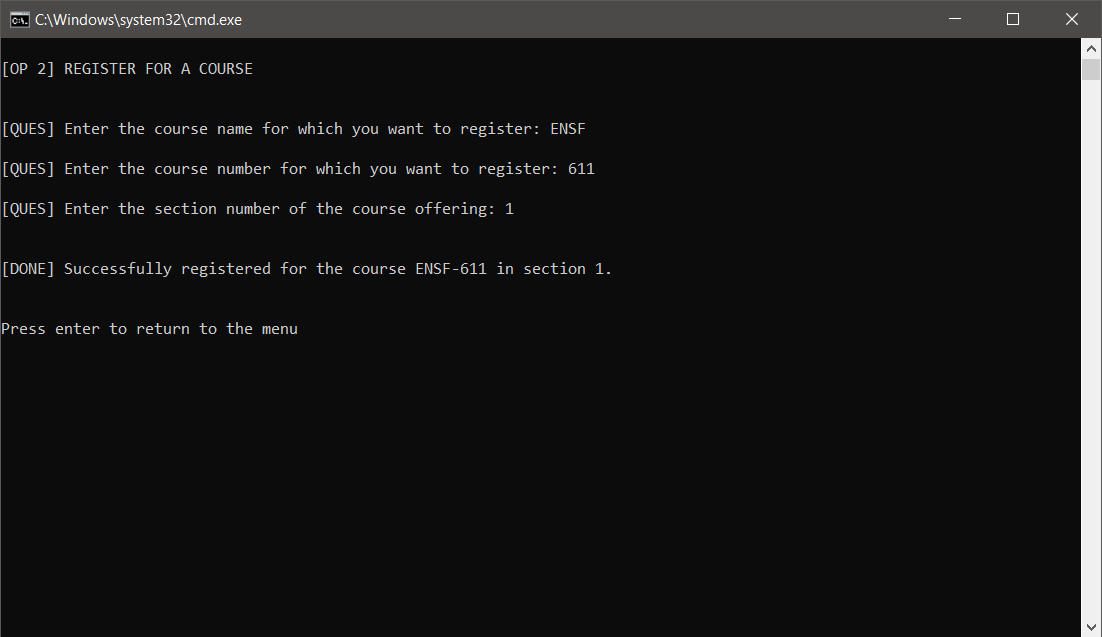 C:\Windows\system32\cmd.exe
[OP 2] REGISTER FOR A COURSE
[QUES] Enter the course name for which you want to register: ENSF
[QUES] Enter the course number for which you want to register: 611
[QUES] Enter the section number of the course offering: 1
[DONE] Successfully registered for the course ENSF-611 in section 1.
Press enter to return to the menu